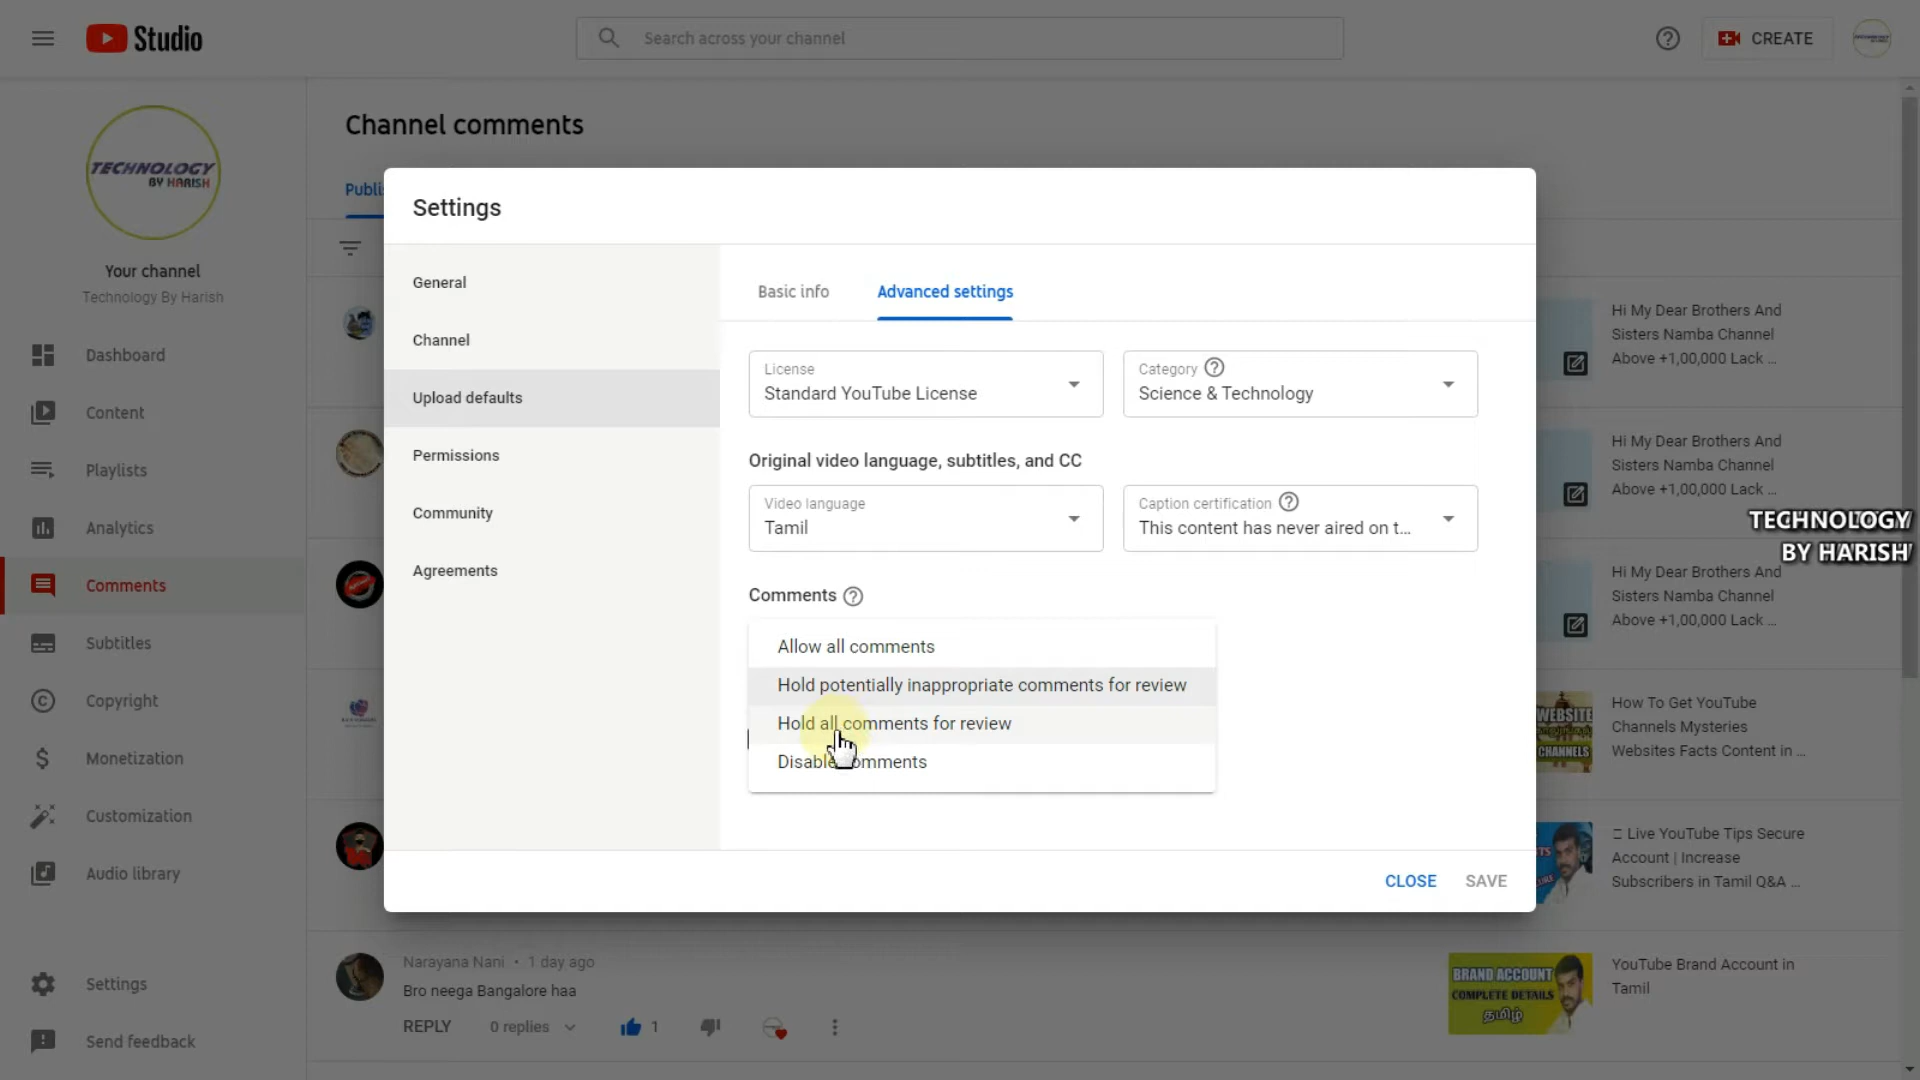 Studio
Search across your channel
CREATE
TECHNOLOGY
BY HARISH
Your channel
Technology By Harish
Dashboard
Content
Playlists
Analytics
Comments
Subtitles
Copyright
Monetization
Customization
Audio library
Settings
Send feedback
Channel comments
Publi
Settings
General
Channel
Upload defaults
Permissions
Community
Agreements
Basic info
Advanced settings
License
Standard YouTube License
Category
Science & Technology
Original video language, subtitles, and CC
Video language
Tamil
Caption certification
This content has never aired on t...
Comments
Allow all comments
Hold potentially inappropriate comments for review
Hold all comments for review
Disable comments
CLOSE
SAVE
Hi My Dear Brothers And
Sisters Namba Channel
Above +1,00,000 Lack ...
Hi My Dear Brothers And
Sisters Namba Channel
Above +1,00,000 Lack ...
TECHNOLOGY
BY HARISH
Hi My Dear Brothers And
Sisters Namba Channel
Above +1,00,000 Lack ...
WEBSITE
CHANNELS
How To Get YouTube
Channels Mysteries
Websites Facts Content in ...
Live YouTube Tips Secure
Account | Increase
Subscribers in Tamil Q&A ...
Narayana Nani • 1 day ago
Bro neega Bangalore haa
REPLY
0 replies
1
BRAND ACCOUNT
COMPLETE DETAILS
தமிழ்
YouTube Brand Account in
Tamil